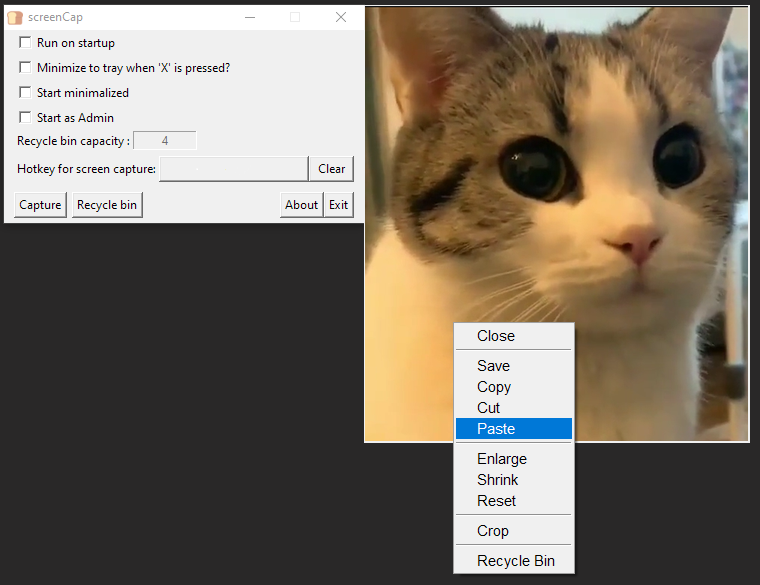 screenCap
Run on startup
Minimize to tray when 'X' is pressed?
Start minimalized
Start as Admin
Recycle bin capacity : 4
Hotkey for screen capture: Clear
Capture Recycle bin About Exit
Close
Save
Copy
Cut
Paste
Enlarge
Shrink
Reset
Crop
Recycle Bin